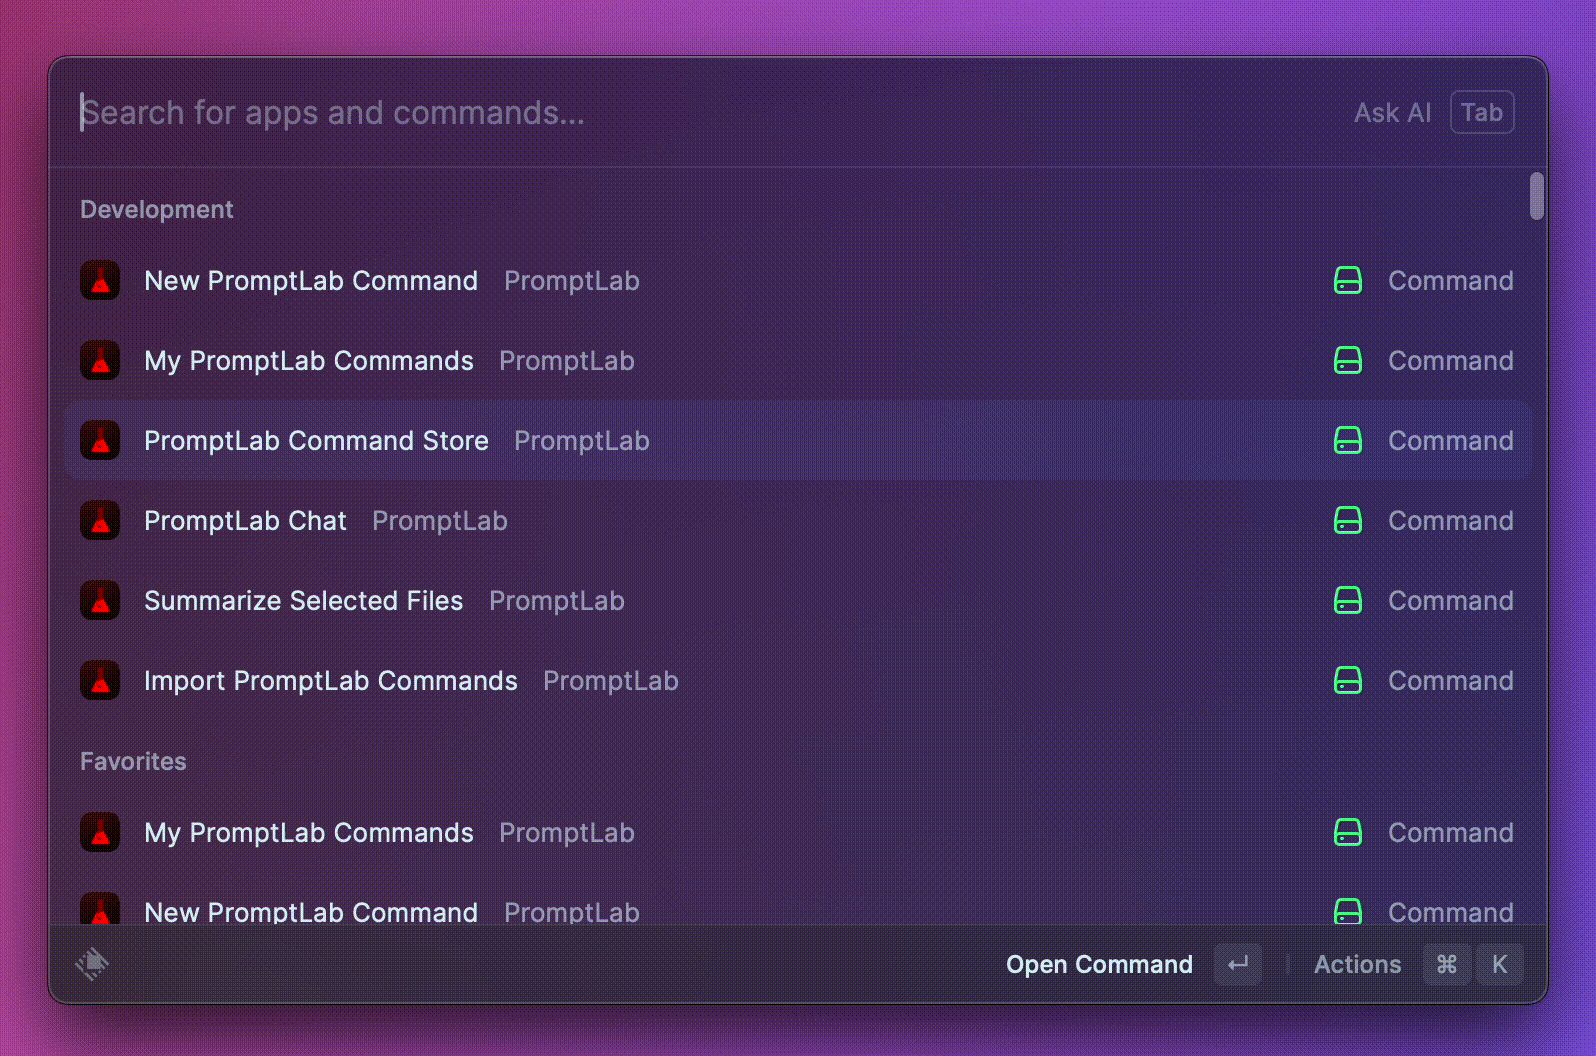 Search for apps and commands... Ask AI Tab
Development
New PromptLab Command PromptLab Command
My PromptLab Commands PromptLab Command
PromptLab Command Store PromptLab Command
PromptLab Chat PromptLab Command
Summarize Selected Files PromptLab Command
Import PromptLab Commands PromptLab Command
Favorites
My PromptLab Commands PromptLab Command
New PromptLab Command PromptLab Command
Open Command ↵ Actions ⌘ K